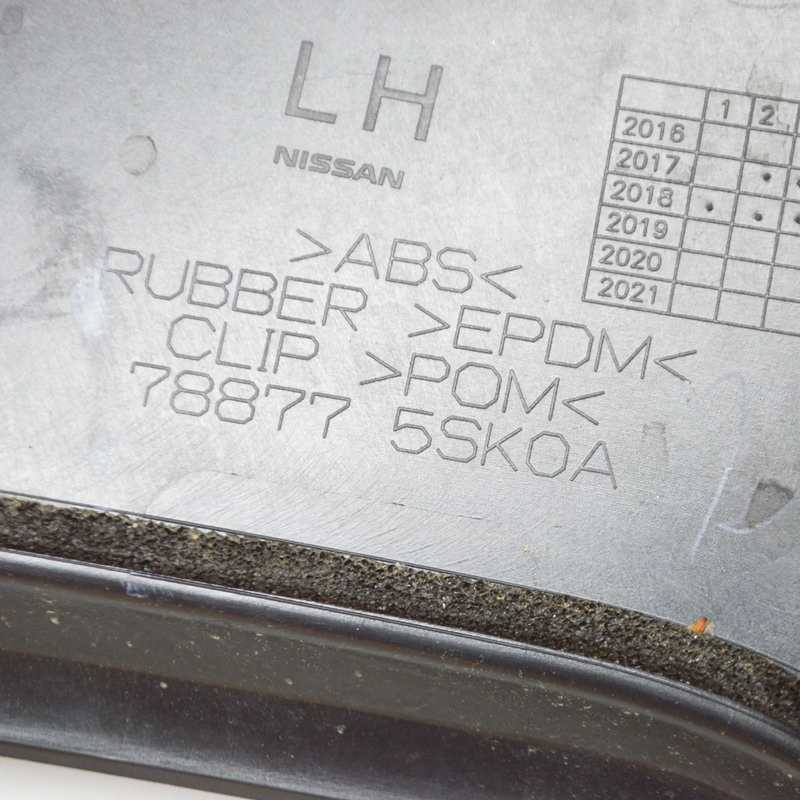 LH
NISSAN
>ABS<
RUBBER >EPDM<
CLIP >POM<
78877 5SK0A
1 2
2016
2017
2018
2019
2020
2021